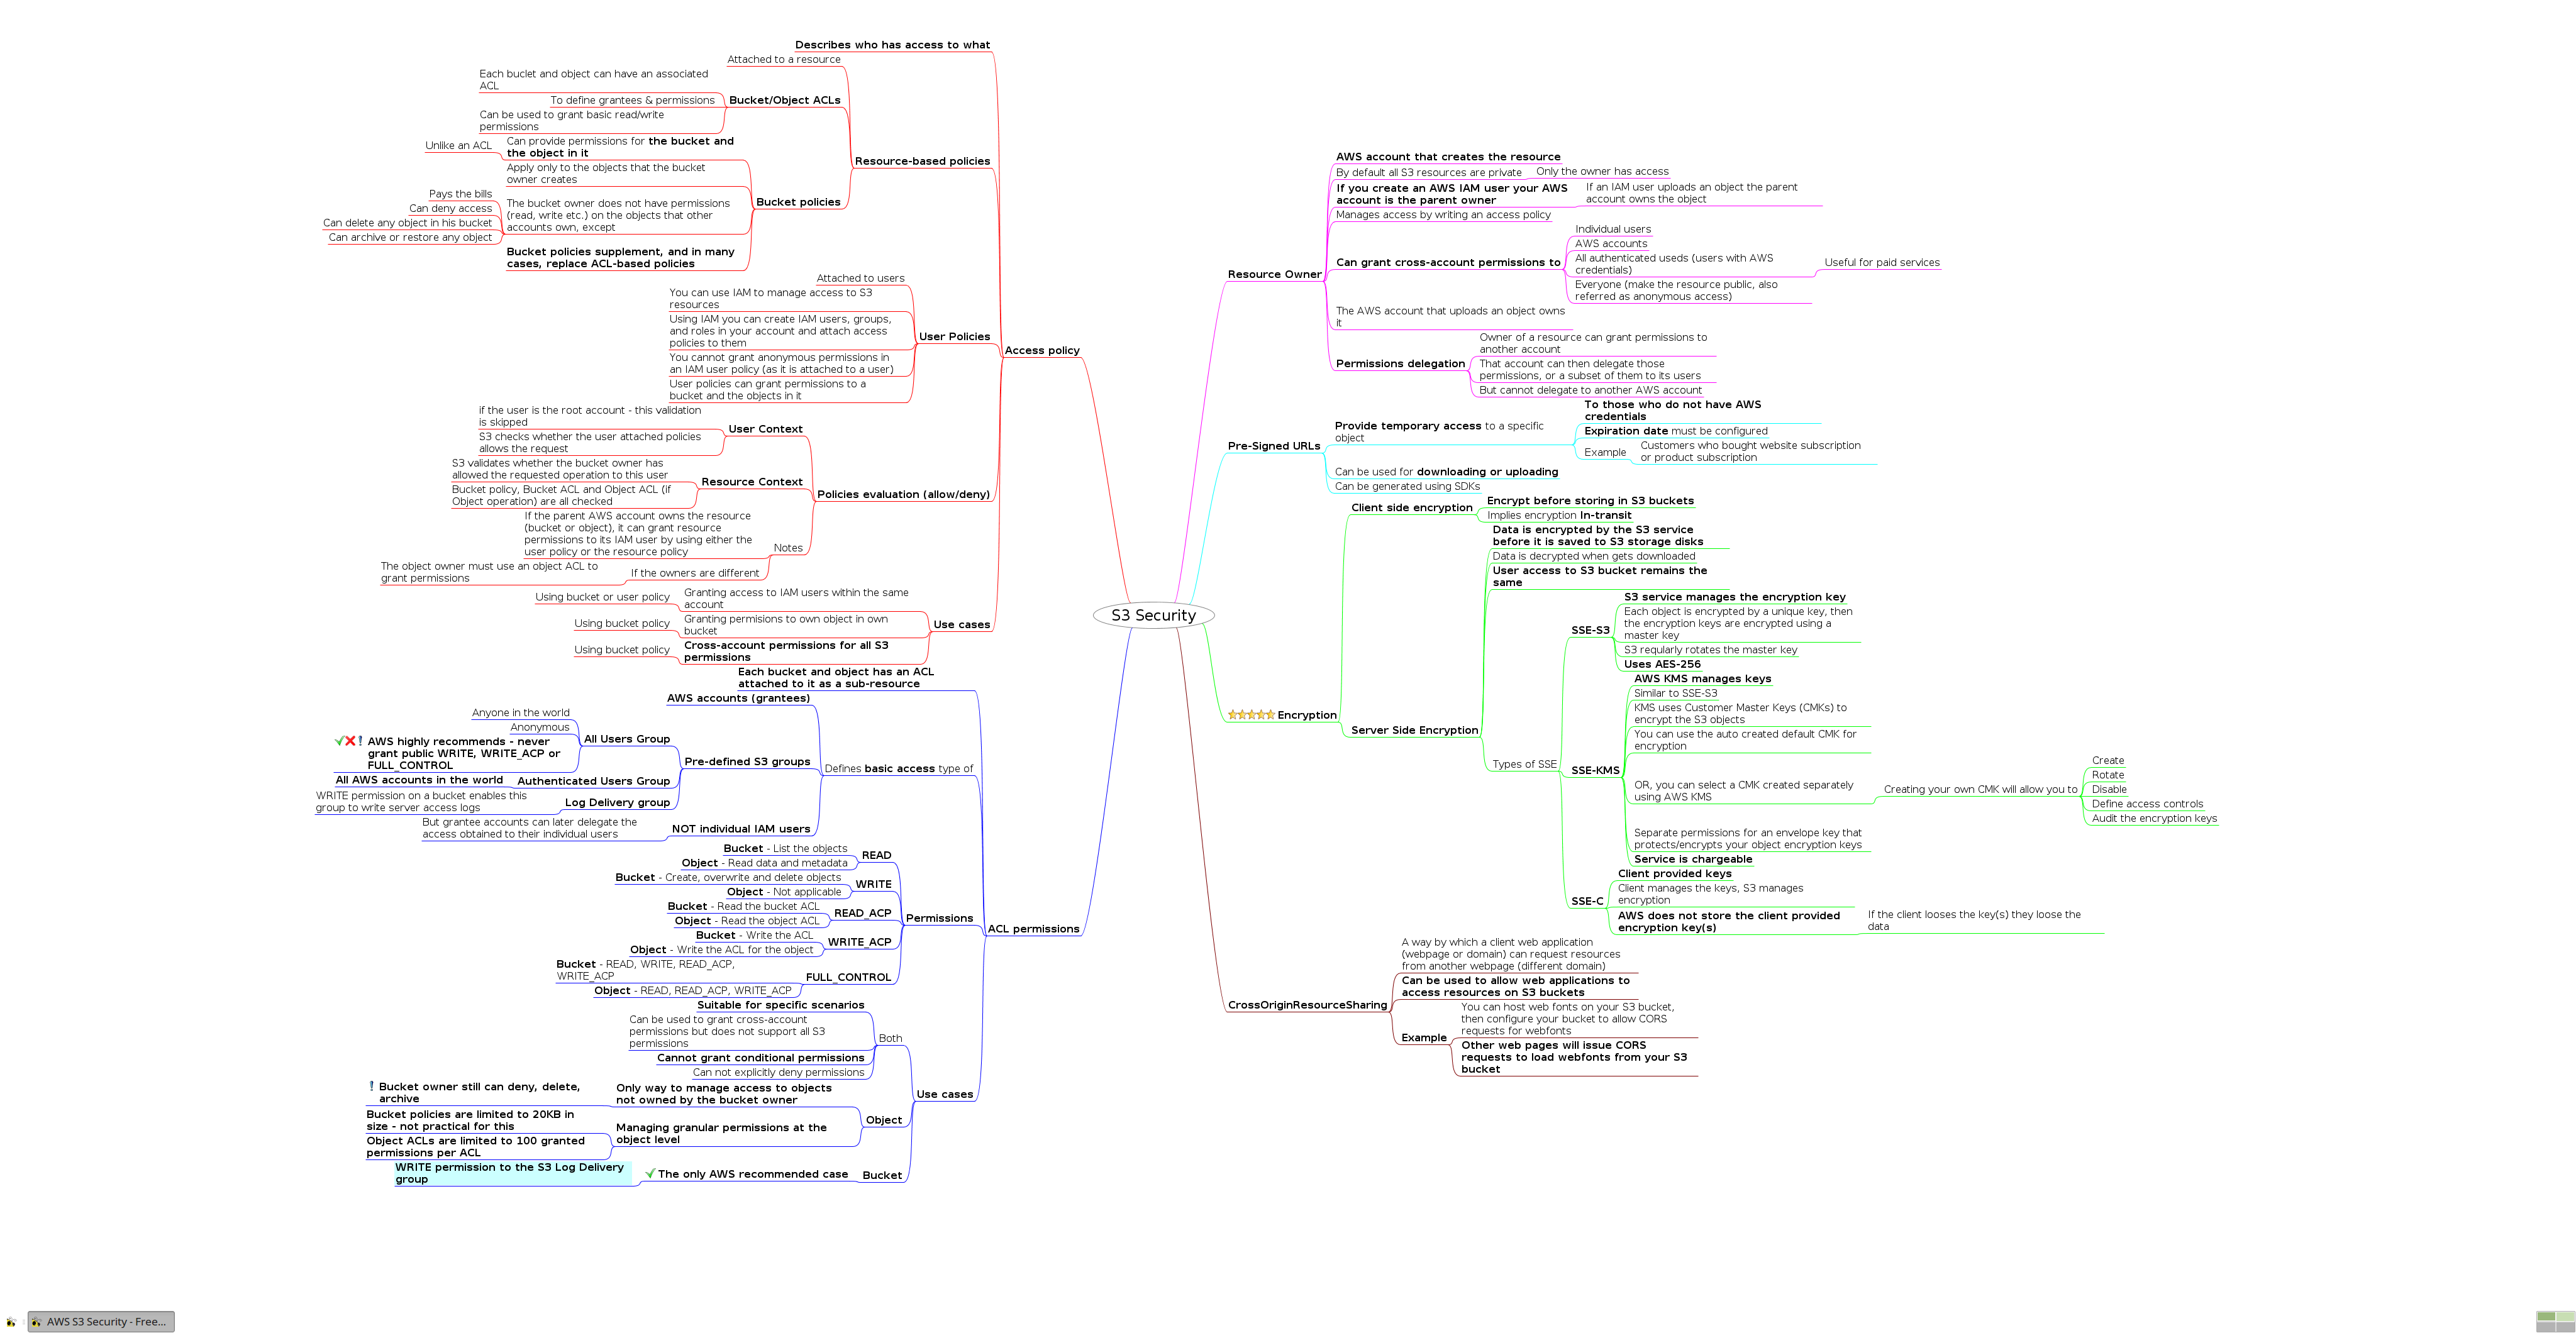 Describes who has access to what
Attached to a resource
Each buclet and object can have an associated
ACL
To define grantees & permissions
Bucket/Object ACLs
Can be used to grant basic read/write
permissions
Unlike an ACL
Can provide permissions for the bucket and
the object in it
Resource-based policies
Apply only to the objects that the bucket
owner creates
Pays the bills
Can deny access
Can delete any object in his bucket
Can archive or restore any object
The bucket owner does not have permissions
(read, write etc.) on the objects that other
accounts own, except
Bucket policies
Bucket policies supplement, and in many
cases, replace ACL-based policies
Attached to users
You can use IAM to manage access to S3
resources
Using IAM you can create IAM users, groups,
and roles in your account and attach access
policies to them
User Policies
Access policy
You cannot grant anonymous permissions in
an IAM user policy (as it is attached to a user)
User policies can grant permissions to a
bucket and the objects in it
if the user is the root account - this validation
is skipped
User Context
S3 checks whether the user attached policies
allows the request
S3 validates whether the bucket owner has
allowed the requested operation to this user
Resource Context
Bucket policy, Bucket ACL and Object ACL (if
Object operation) are all checked
Policies evaluation (allow/deny)
If the parent AWS account owns the resource
(bucket or object), it can grant resource
permissions to its IAM user by using either the
user policy or the resource policy
Notes
The object owner must use an object ACL to
grant permissions
If the owners are different
Using bucket or user policy
Granting access to IAM users within the same
account
Using bucket policy
Granting permisions to own object in own
bucket
Use cases
Using bucket policy
Cross-account permissions for all S3
permissions
S3 Security
Each bucket and object has an ACL
attached to it as a sub-resource
AWS accounts (grantees)
Anyone in the world
Anonymous
All Users Group
AWS highly recommends - never
grant public WRITE, WRITE_ACP or
FULL_CONTROL
Pre-defined S3 groups
Defines basic access type of
All AWS accounts in the world
Authenticated Users Group
WRITE permission on a bucket enables this
group to write server access logs
Log Delivery group
But grantee accounts can later delegate the
access obtained to their individual users
NOT individual IAM users
Bucket - List the objects
Object - Read data and metadata
READ
Bucket - Create, overwrite and delete objects
Object - Not applicable
WRITE
Bucket - Read the bucket ACL
Object - Read the object ACL
READ_ACP
Permissions
ACL permissions
Bucket - Write the ACL
Object - Write the ACL for the object
WRITE_ACP
Bucket - READ, WRITE, READ_ACP,
WRITE_ACP
Object - READ, READ_ACP, WRITE_ACP
FULL_CONTROL
Suitable for specific scenarios
Can be used to grant cross-account
permissions but does not support all S3
permissions
Both
Cannot grant conditional permissions
Can not explicitly deny permissions
Bucket owner still can deny, delete,
archive
Only way to manage access to objects
not owned by the bucket owner
Use cases
Object
Bucket policies are limited to 20KB in
size - not practical for this
Object ACLs are limited to 100 granted
permissions per ACL
Managing granular permissions at the
object level
WRITE permission to the S3 Log Delivery
group
The only AWS recommended case
Bucket
AWS account that creates the resource
By default all S3 resources are private
Only the owner has access
If you create an AWS IAM user your AWS
account is the parent owner
If an IAM user uploads an object the parent
account owns the object
Manages access by writing an access policy
Resource Owner
Can grant cross-account permissions to
Individual users
AWS accounts
All authenticated useds (users with AWS
credentials)
Useful for paid services
Everyone (make the resource public, also
referred as anonymous access)
The AWS account that uploads an object owns
it
Permissions delegation
Owner of a resource can grant permissions to
another account
That account can then delegate those
permissions, or a subset of them to its users
But cannot delegate to another AWS account
Pre-Signed URLs
Provide temporary access to a specific
object
To those who do not have AWS
credentials
Expiration date must be configured
Example
Customers who bought website subscription
or product subscription
Can be used for downloading or uploading
Can be generated using SDKs
Encryption
Client side encryption
Encrypt before storing in S3 buckets
Implies encryption In-transit
Server Side Encryption
Data is encrypted by the S3 service
before it is saved to S3 storage disks
Data is decrypted when gets downloaded
User access to S3 bucket remains the
same
Types of SSE
SSE-S3
S3 service manages the encryption key
Each object is encrypted by a unique key, then
the encryption keys are encrypted using a
master key
S3 reqularly rotates the master key
Uses AES-256
SSE-KMS
AWS KMS manages keys
Similar to SSE-S3
KMS uses Customer Master Keys (CMKs) to
encrypt the S3 objects
You can use the auto created default CMK for
encryption
OR, you can select a CMK created separately
using AWS KMS
Creating your own CMK will allow you to
Create
Rotate
Disable
Define access controls
Audit the encryption keys
Separate permissions for an envelope key that
protects/encrypts your object encryption keys
Service is chargeable
SSE-C
Client provided keys
Client manages the keys, S3 manages
encryption
AWS does not store the client provided
encryption key(s)
If the client looses the key(s) they loose the
data
CrossOriginResourceSharing
A way by which a client web application
(webpage or domain) can request resources
from another webpage (different domain)
Can be used to allow web applications to
access resources on S3 buckets
Example
You can host web fonts on your S3 bucket,
then configure your bucket to allow CORS
requests for webfonts
Other web pages will issue CORS
requests to load webfonts from your S3
bucket
AWS S3 Security - Free...